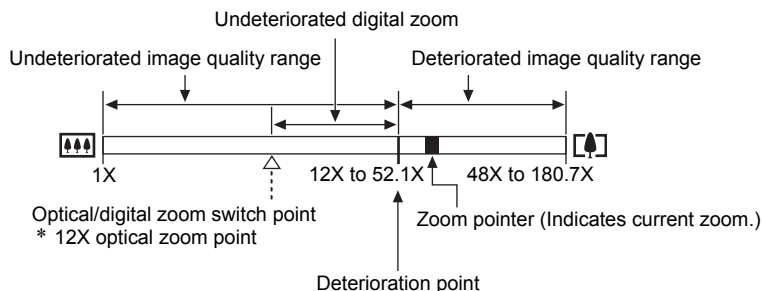 Undeteriorated digital zoom
Undeteriorated image quality range
Deteriorated image quality range
1X
12X to 52.1X
48X to 180.7X
Optical/digital zoom switch point
* 12X optical zoom point
Zoom pointer (Indicates current zoom.)
Deterioration point